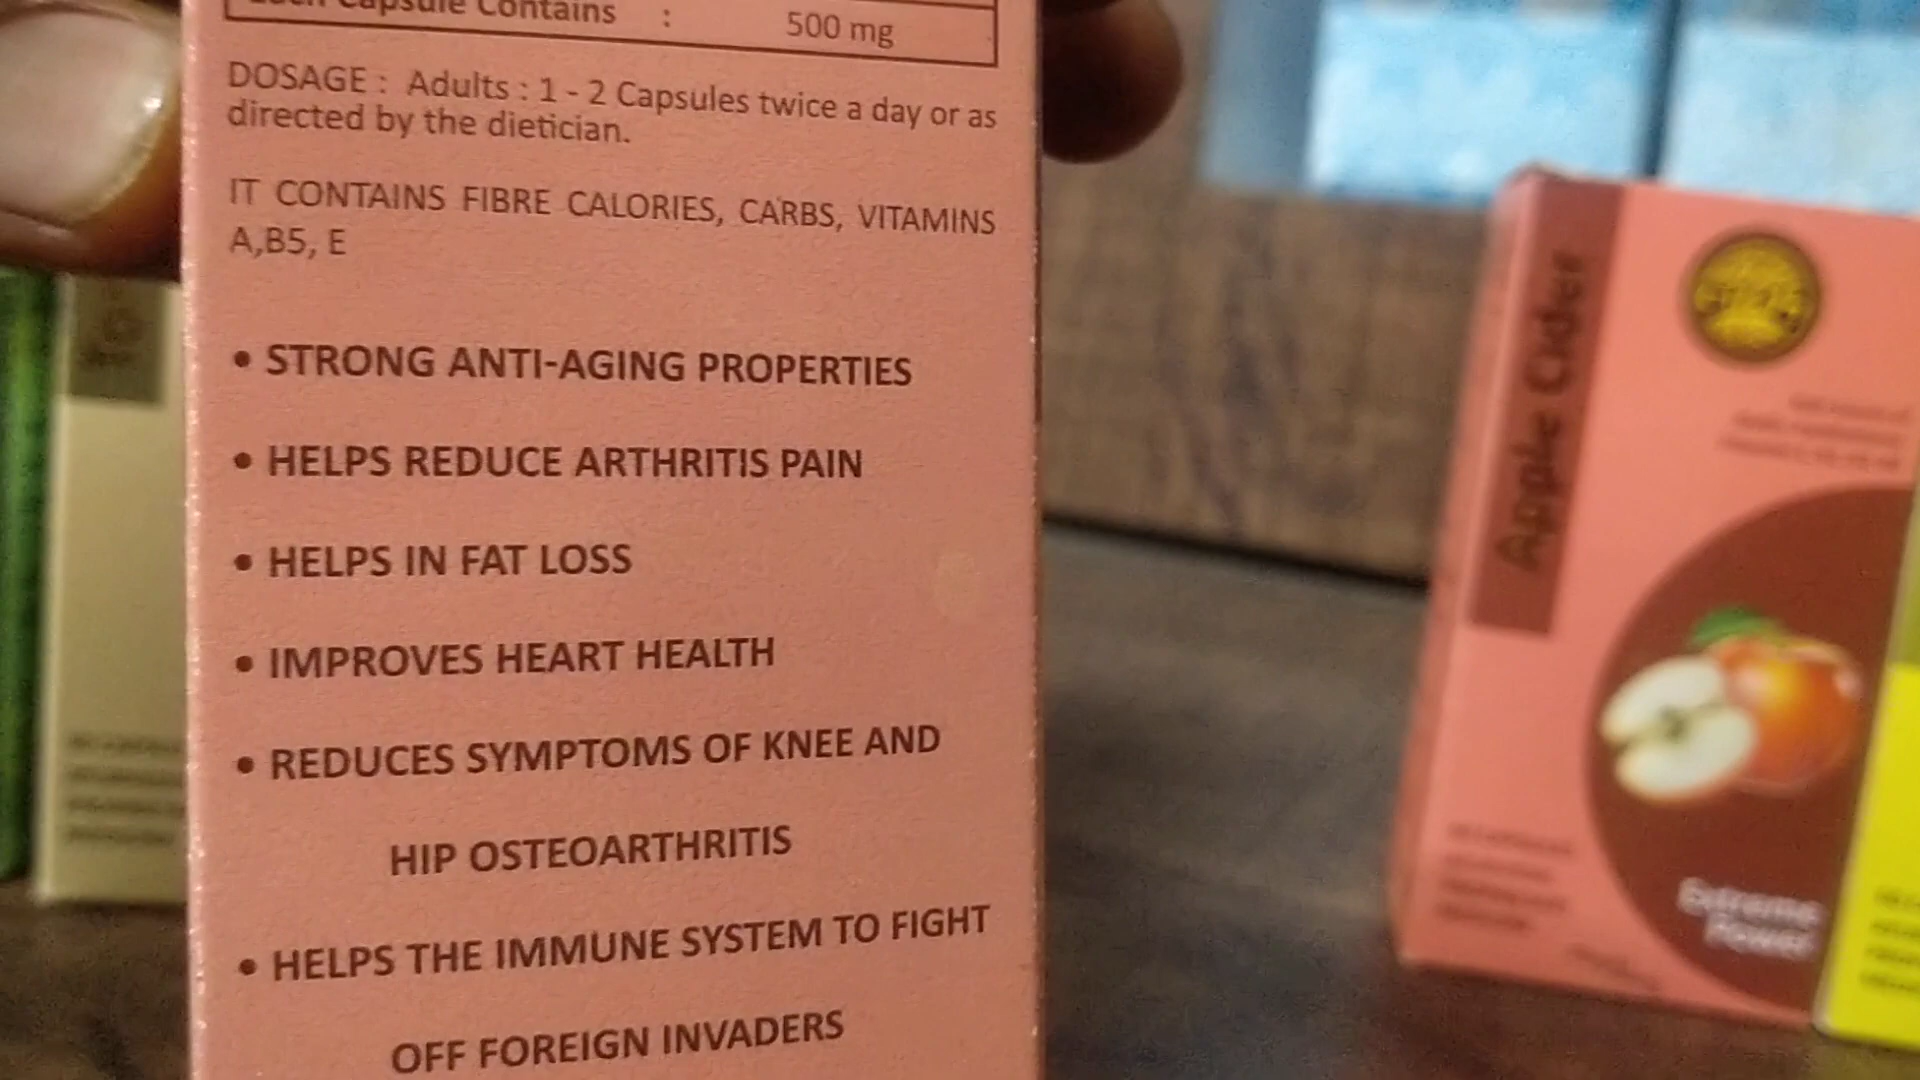 Each Capsule Contains : 500 mg
DOSAGE : Adults : 1 - 2 Capsules twice a day or as
directed by the dietician.
IT CONTAINS FIBRE CALORIES, CARBS, VITAMINS
A,B5, E
• STRONG ANTI-AGING PROPERTIES
• HELPS REDUCE ARTHRITIS PAIN
• HELPS IN FAT LOSS
• IMPROVES HEART HEALTH
• REDUCES SYMPTOMS OF KNEE AND
HIP OSTEOARTHRITIS
• HELPS THE IMMUNE SYSTEM TO FIGHT
OFF FOREIGN INVADERS
Apple Cider
Extreme
Power